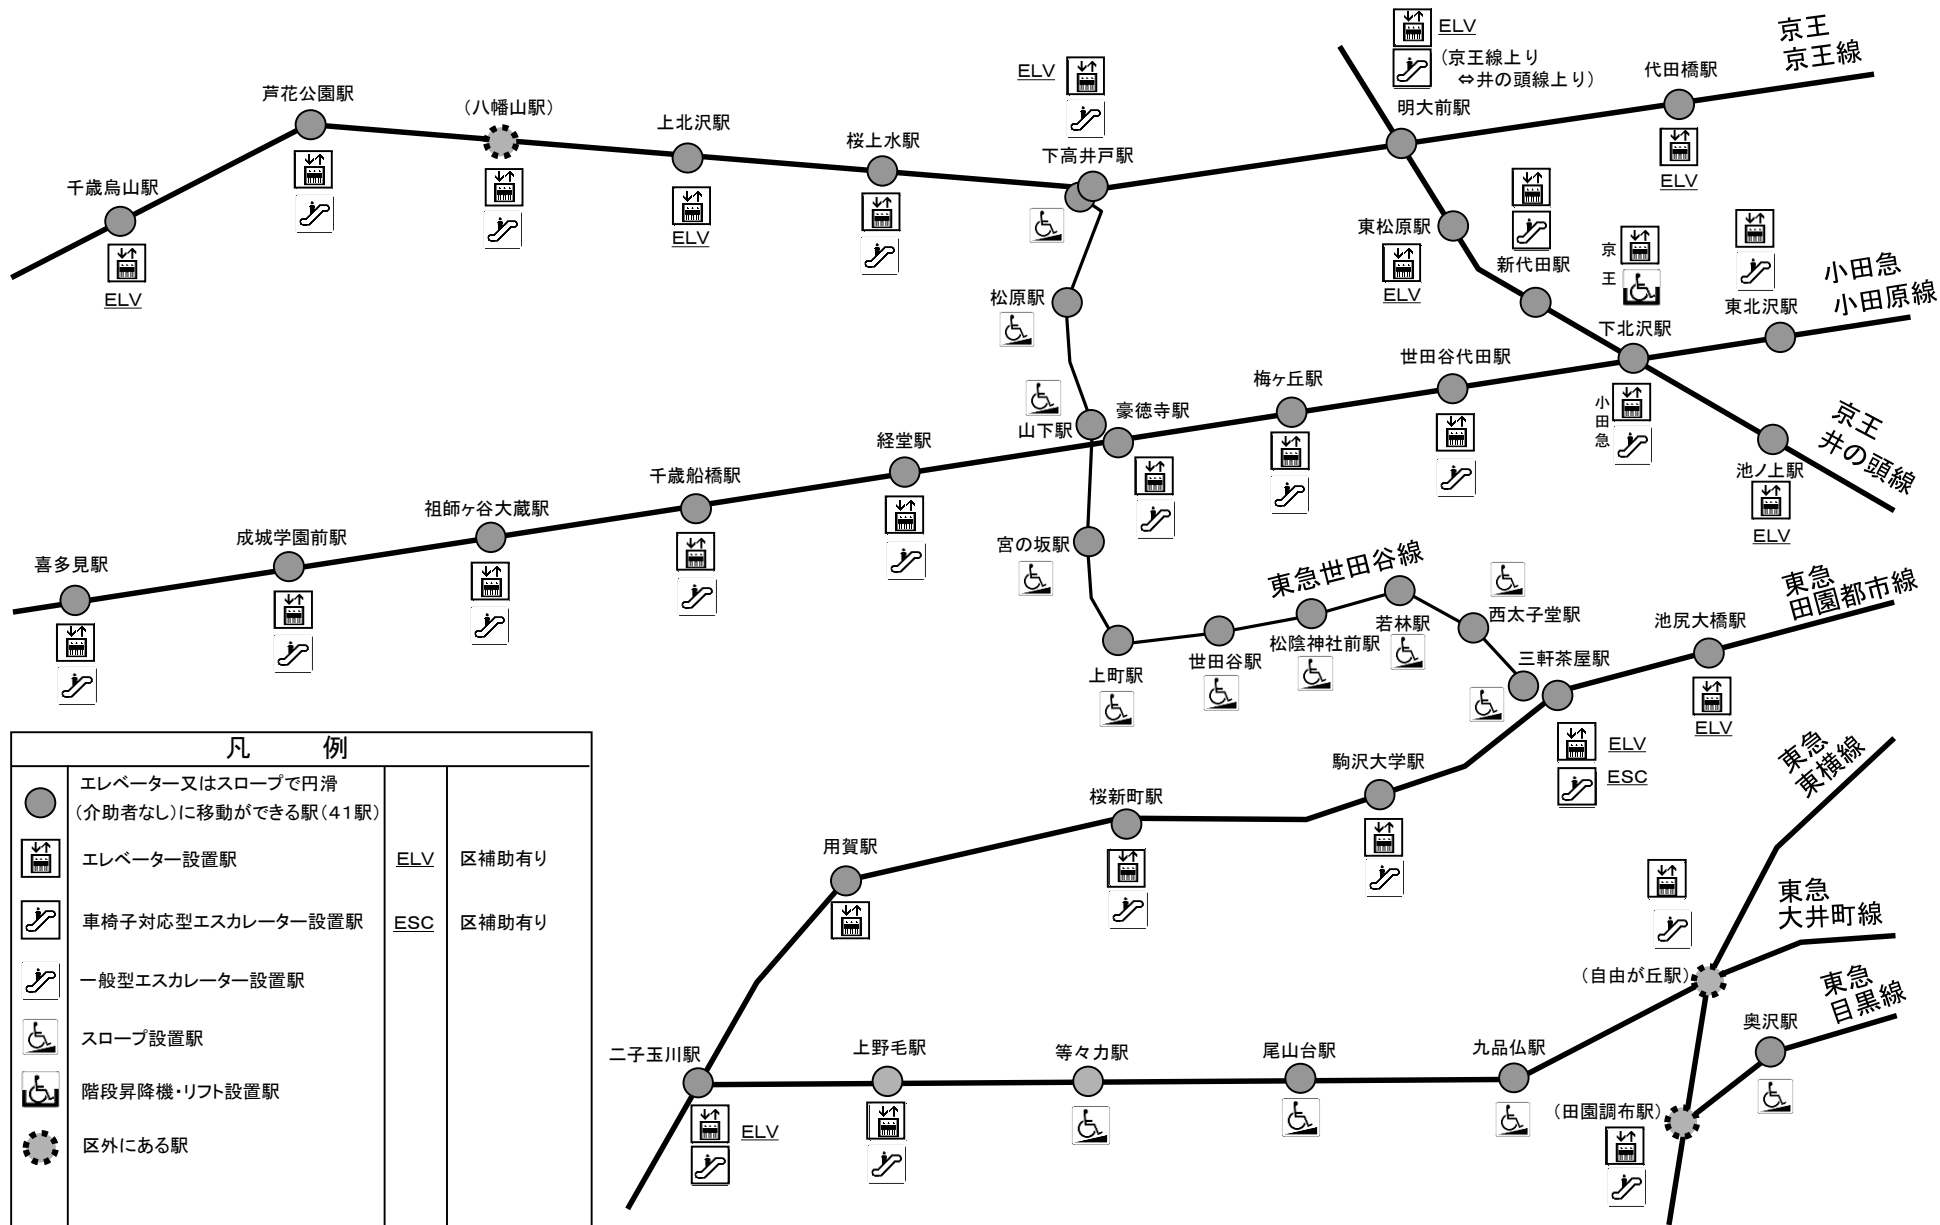 京王
京王線
ELV
(京王線上り
⇔井の頭線上り)
代田橋駅
ELV
明大前駅
芦花公園駅
(八幡山駅)
上北沢駅
桜上水駅
ELV
下高井戸駅
千歳烏山駅
ELV
ELV
東松原駅
ELV
新代田駅
京
王
東北沢駅
小田急
小田原線
松原駅
下北沢駅
世田谷代田駅
梅ヶ丘駅
豪徳寺駅
山下駅
小
田
急
京王
井の頭線
池ノ上駅
ELV
経堂駅
千歳船橋駅
祖師ヶ谷大蔵駅
成城学園前駅
喜多見駅
宮の坂駅
東急世田谷線
東急
田園都市線
上町駅
世田谷駅
松陰神社前駅
若林駅
西太子堂駅
三軒茶屋駅
池尻大橋駅
ELV
ELV
ESC
駒沢大学駅
桜新町駅
用賀駅
東急
東横線
東急
大井町線
(自由が丘駅)
東急
目黒線
奥沢駅
二子玉川駅
ELV
上野毛駅
等々力駅
尾山台駅
九品仏駅
(田園調布駅)
凡 例
エレベーター又はスロープで円滑
(介助者なし)に移動ができる駅(41駅)
エレベーター設置駅 ELV 区補助有り
車椅子対応型エスカレーター設置駅 ESC 区補助有り
一般型エスカレーター設置駅
スロープ設置駅
階段昇降機・リフト設置駅
区外にある駅